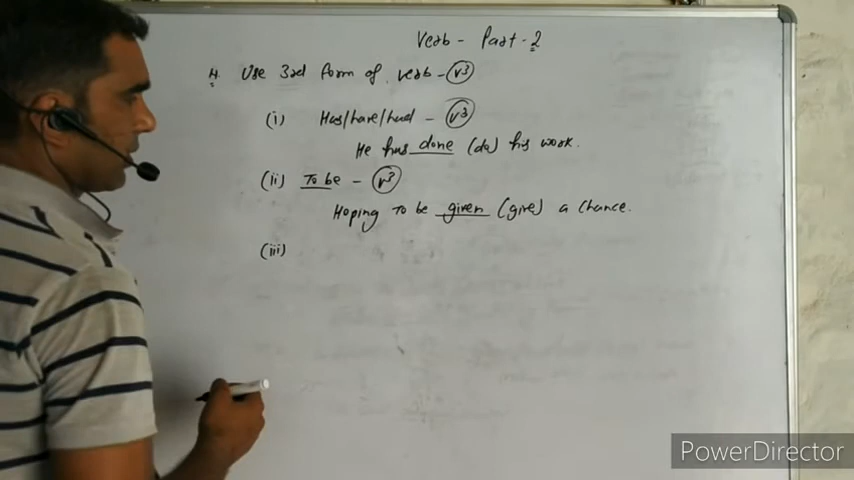 Verb - Part - 2
4. Use 3rd form of verb - V³
(i) Has/have/had - V³
He has done (do) his work.
(ii) To be - V³
Hoping To be given (give) a chance.
(iii)
PowerDirector